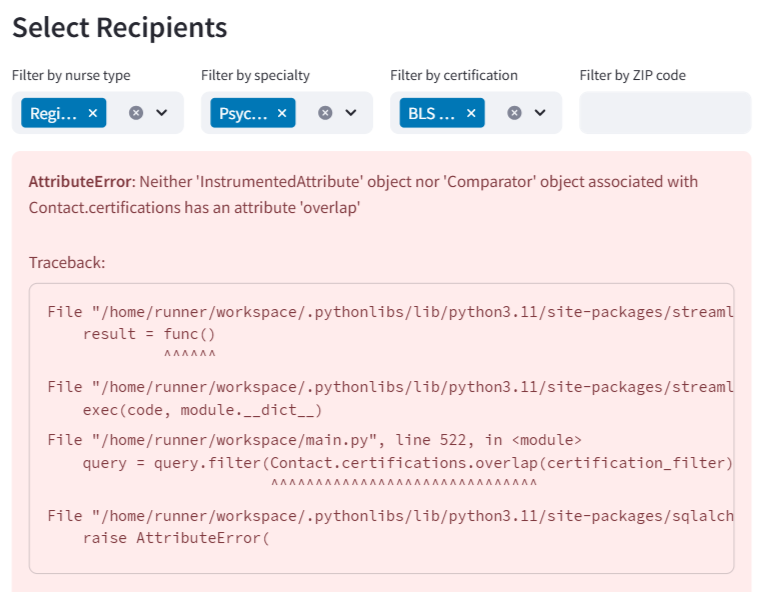 Select Recipients
Filter by nurse type
Filter by specialty
Filter by certification
Filter by ZIP code
Regi... ×
Psyc... ×
BLS ... ×
AttributeError: Neither 'InstrumentedAttribute' object nor 'Comparator' object associated with
Contact.certifications has an attribute 'overlap'
Traceback:
File "/home/runner/workspace/.pythonlibs/lib/python3.11/site-packages/streaml
result = func()
^^^^^^
File "/home/runner/workspace/.pythonlibs/lib/python3.11/site-packages/streaml
exec(code, module.__dict__)
File "/home/runner/workspace/main.py", line 522, in <module>
query = query.filter(Contact.certifications.overlap(certification_filter)
^^^^^^^^^^^^^^^^^^^^^^^^^^^^^^
File "/home/runner/workspace/.pythonlibs/lib/python3.11/site-packages/sqlalch
raise AttributeError(